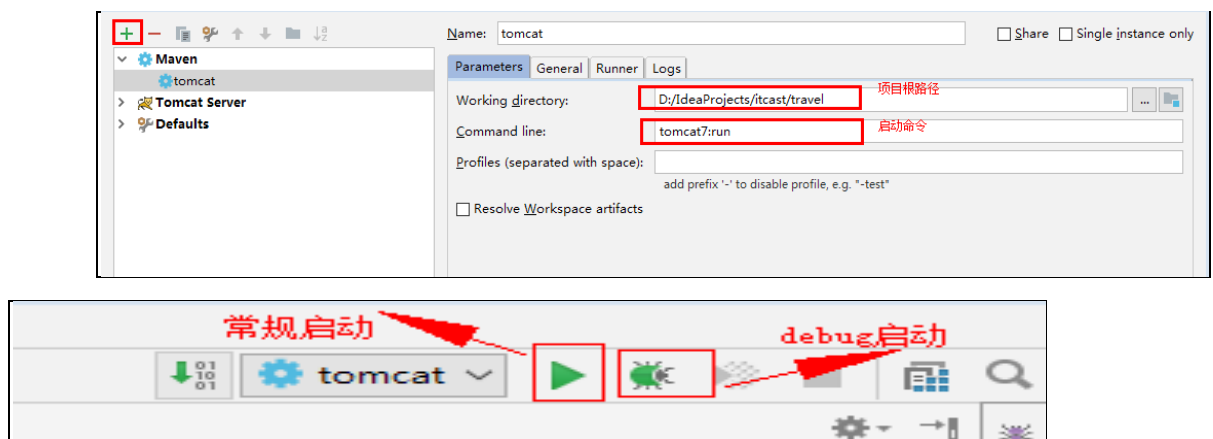 Name: tomcat Share Single instance only
Maven
tomcat
Tomcat Server
Defaults
Parameters General Runner Logs
Working directory: D:/IdeaProjects/itcast/travel 项目根路径 ...
Command line: tomcat7:run 启动命令
Profiles (separated with space):
add prefix '-' to disable profile, e.g. "-test"
Resolve Workspace artifacts
常规启动
debug启动
tomcat